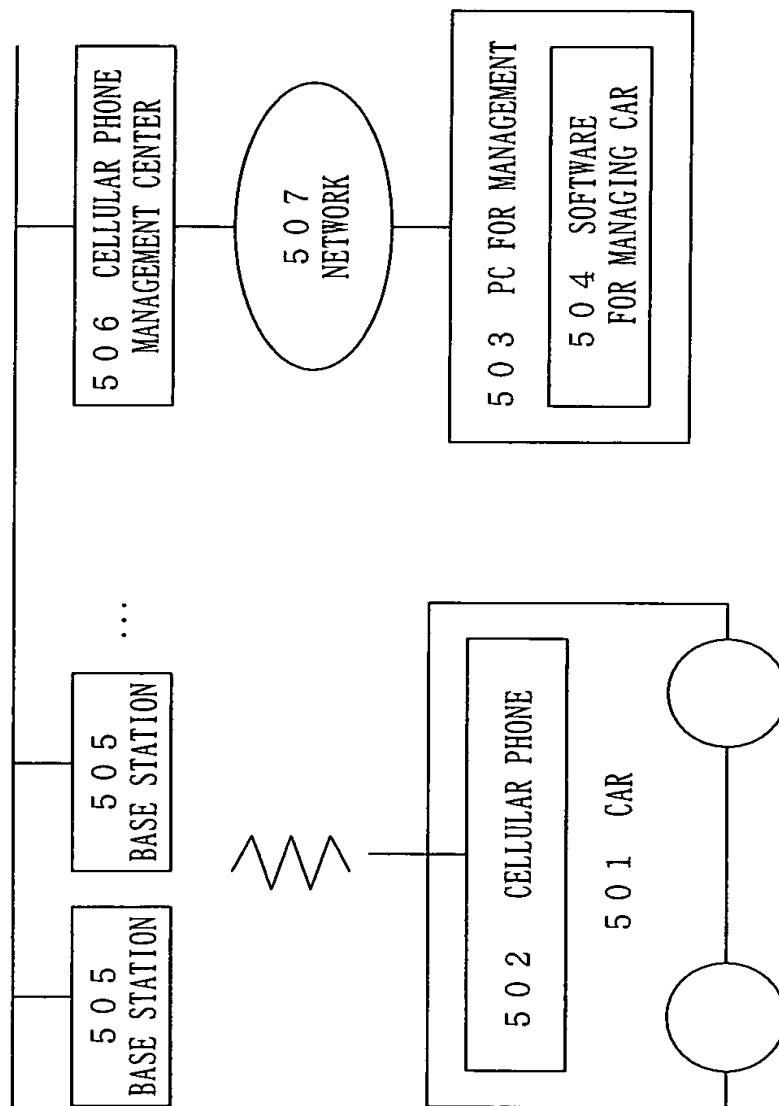 505
BASE STATION
505
BASE STATION
...
506 CELLULAR PHONE
MANAGEMENT CENTER
507
NETWORK
502 CELLULAR PHONE
501 CAR
503 PC FOR MANAGEMENT
504 SOFTWARE
FOR MANAGING CAR